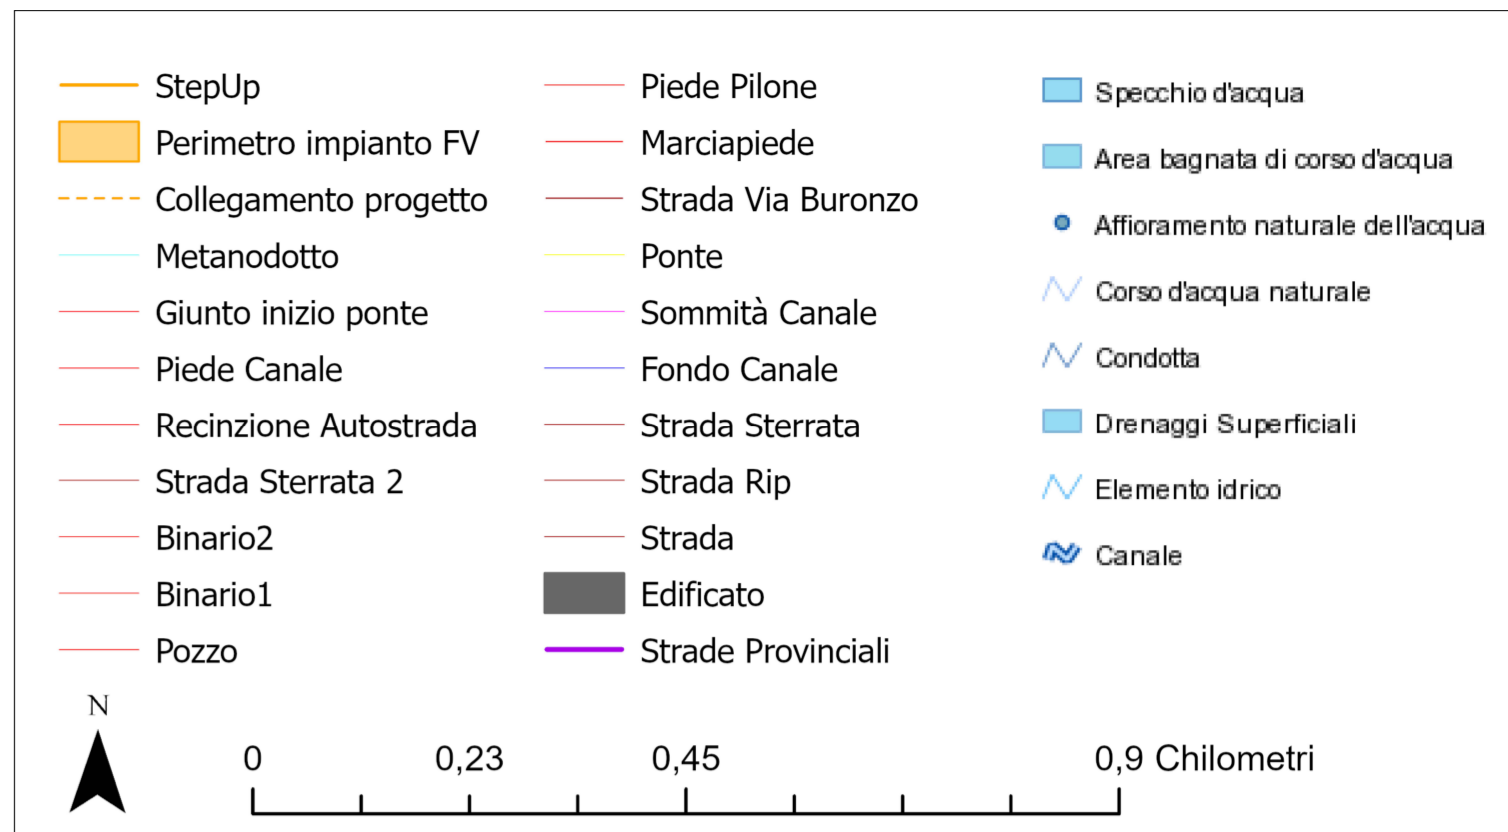 StepUp
Perimetro impianto FV
Collegamento progetto
Metanodotto
Giunto inizio ponte
Piede Canale
Recinzione Autostrada
Strada Sterrata 2
Binario2
Binario1
Pozzo
Piede Pilone
Marciapiede
Strada Via Buronzo
Ponte
Sommità Canale
Fondo Canale
Strada Sterrata
Strada Rip
Strada
Edificato
Strade Provinciali
Specchio d'acqua
Area bagnata di corso d'acqua
Affioramento naturale dell'acqua
Corso d'acqua naturale
Condotta
Drenaggi Superficiali
Elemento idrico
Canale
N
0 0,23 0,45 0,9 Chilometri